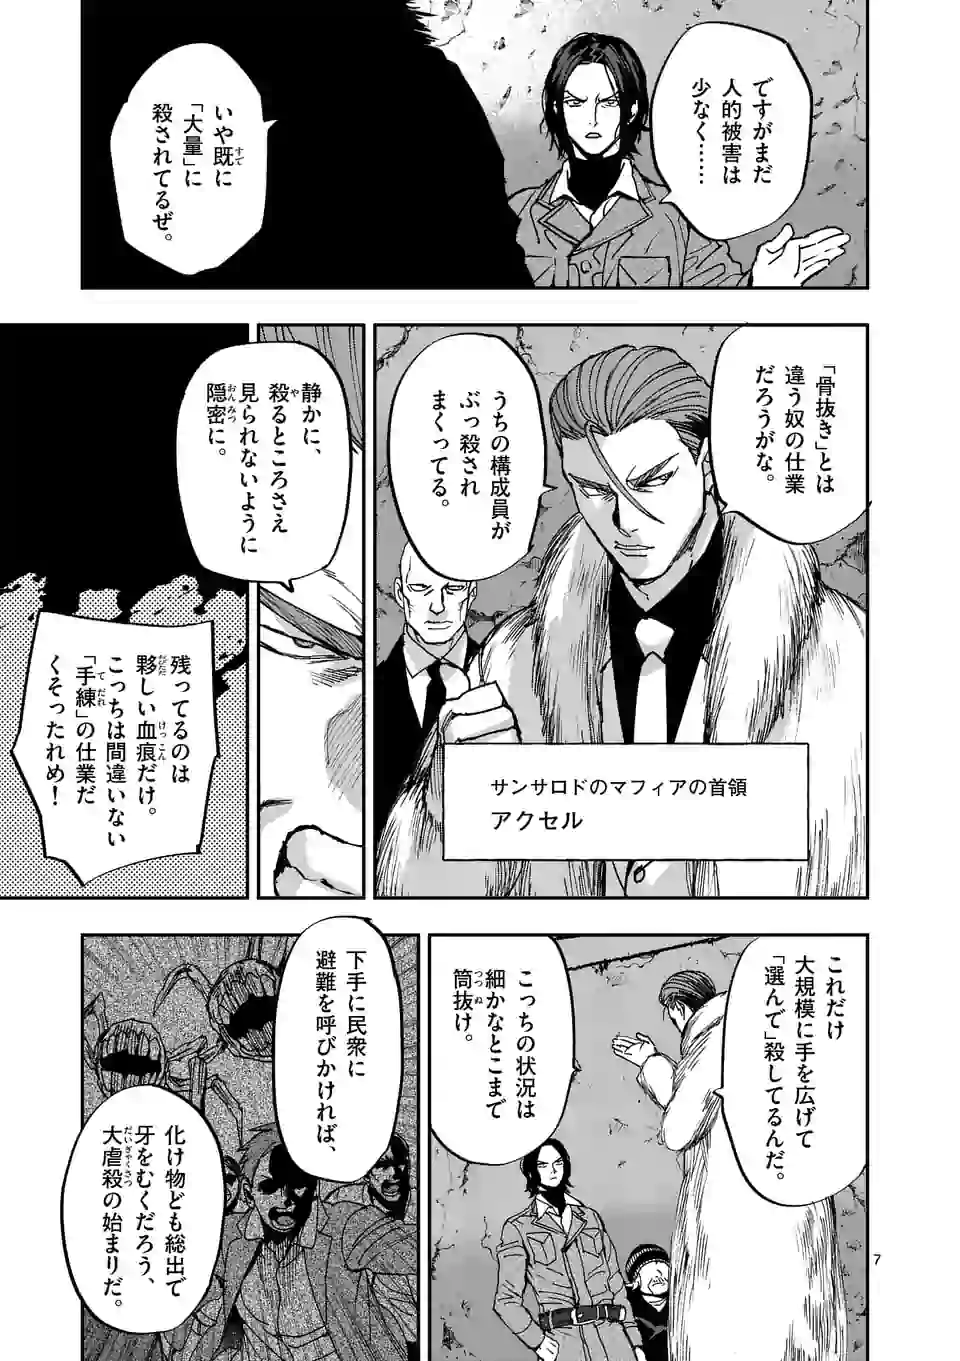 ですがまだ
人的被害は
少なく……
いや既に
「大量」に
殺されてるぜ。
「骨抜き」とは
違う奴の仕業
だろうがな。
うちの構成員が
ぶっ殺され
まくってる。
サンサロドのマフィアの首領
アクセル
静かに、
殺るところさえ
見られないように
隠密に。
残ってるのは
夥しい血痕だけ。
こっちは間違いない
「手練」の仕業だ
くそったれめ！
これだけ
大規模に手を広げて
「選んで」殺してるんだ。
こっちの状況は
細かなとこまで
筒抜け。
下手に民衆に
避難を呼びかければ、
化け物ども総出で
牙をむくだろう、
大虐殺の始まりだ。
7